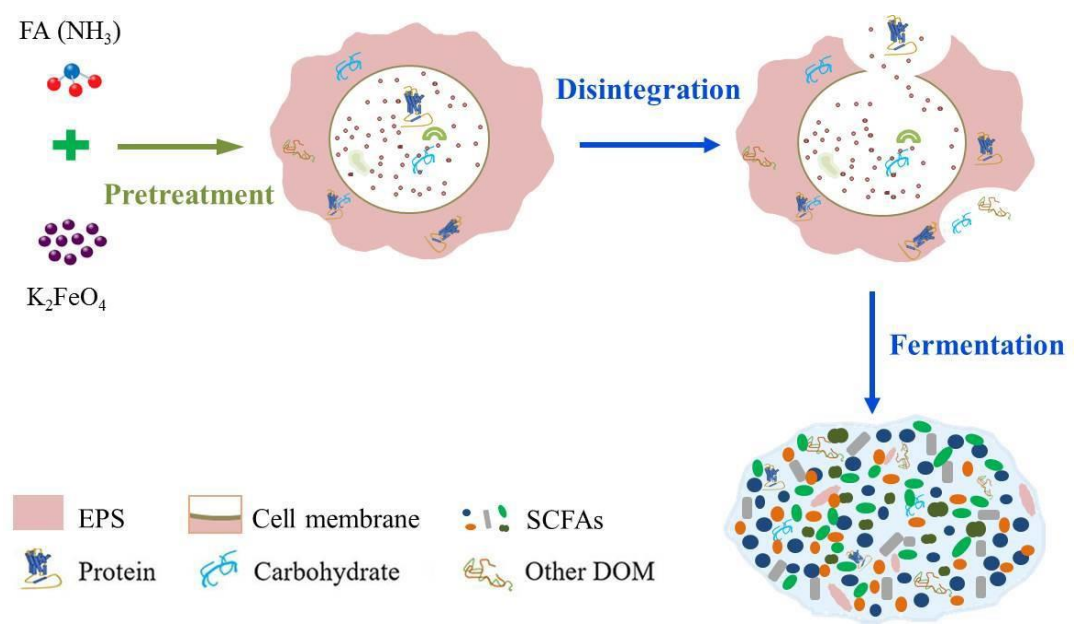 FA (NH₃)
Pretreatment
K₂FeO₄
Disintegration
Fermentation
EPS
Cell membrane
SCFAs
Protein
Carbohydrate
Other DOM